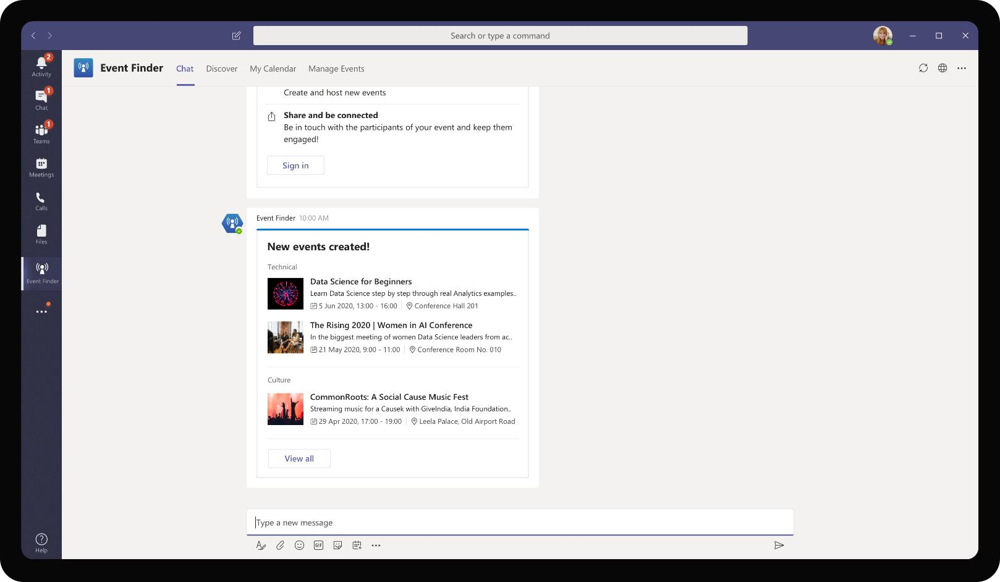 Search or type a command
2
Activity
1
Chat
1
Teams
Meetings
Calls
Files
Event Finder
Help
Event Finder
Chat
Discover
My Calendar
Manage Events
Create and host new events
Share and be connected
Be in touch with the participants of your event and keep them
engaged!
Sign in
Event Finder 10:00 AM
New events created!
Technical
Data Science for Beginners
Learn Data Science step by step through real Analytics examples..
5 Jun 2020, 13:00 - 16:00 | Conference Hall 201
The Rising 2020 | Women in AI Conference
In the biggest meeting of women Data Science leaders from ac..
21 May 2020, 9:00 - 11:00 | Conference Room No. 010
Culture
CommonRoots: A Social Cause Music Fest
Streaming music for a Causek with GiveIndia, India Foundation..
29 Apr 2020, 17:00 - 19:00 | Leela Palace, Old Airport Road
View all
Type a new message
GIF